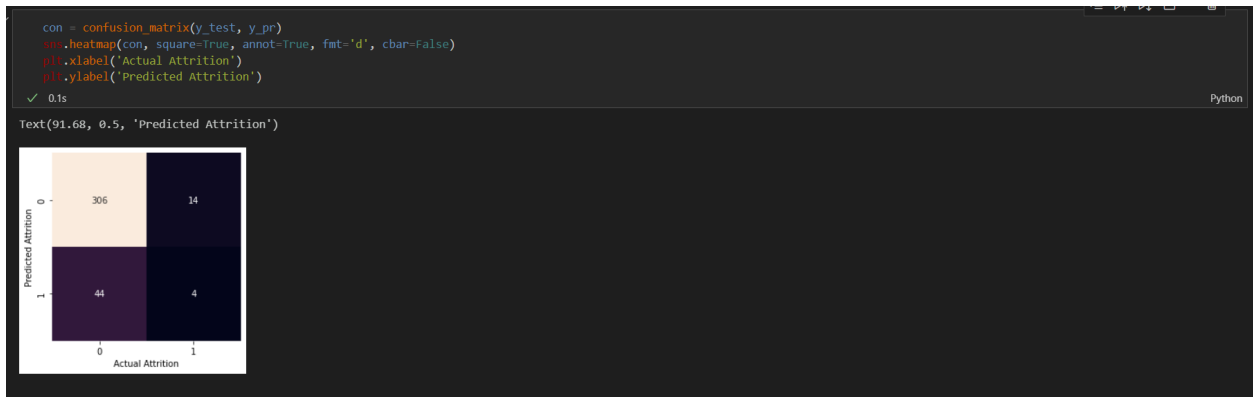 con = confusion_matrix(y_test, y_pr)
snr.heatmap(con, square=True, annot=True, fmt='d', cbar=False)
plt.xlabel('Actual Attrition')
plt.ylabel('Predicted Attrition')
0.1s
Python
Text(91.68, 0.5, 'Predicted Attrition')
306 14
0
44 4
1
Predicted Attrition
0 1
Actual Attrition